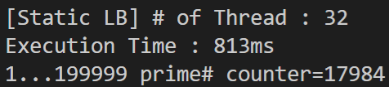 [Static LB] # of Thread : 32
Execution Time : 813ms
1...199999 prime# counter=17984